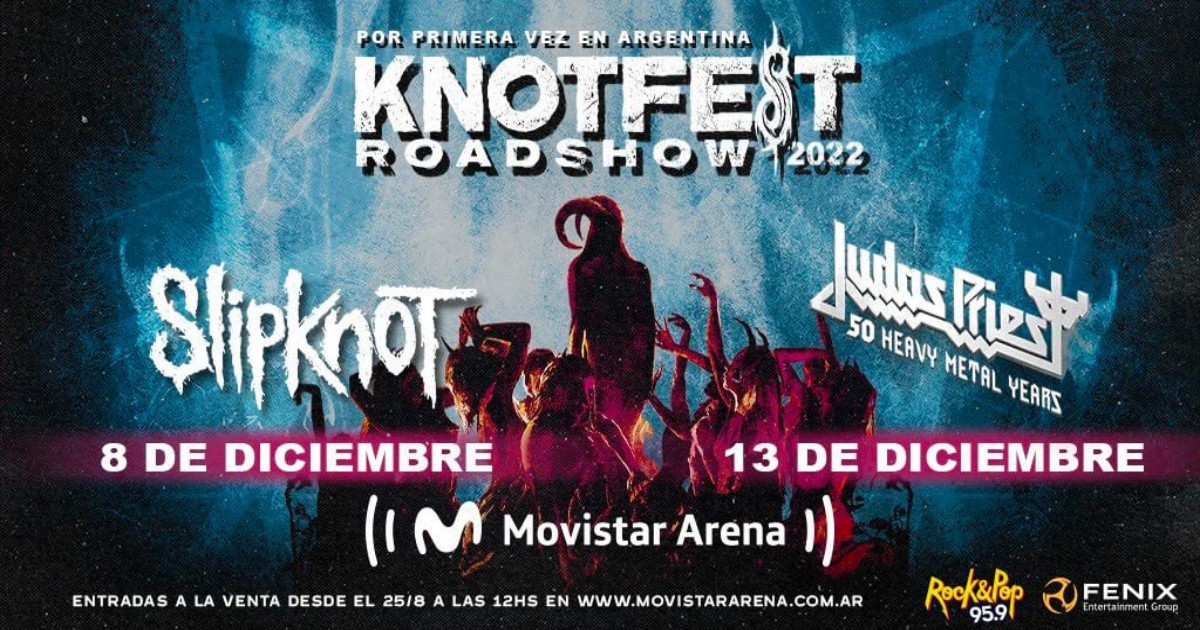 POR PRIMERA VEZ EN ARGENTINA
KNOTFEST
ROADSHOW 2022
SlipKnoT
Judas Priest
50 HEAVY METAL YEARS
8 DE DICIEMBRE
13 DE DICIEMBRE
Movistar Arena
ENTRADAS A LA VENTA DESDE EL 25/8 A LAS 12HS EN WWW.MOVISTARARENA.COM.AR
Rock&Pop
95.9
FENIX
Entertainment Group